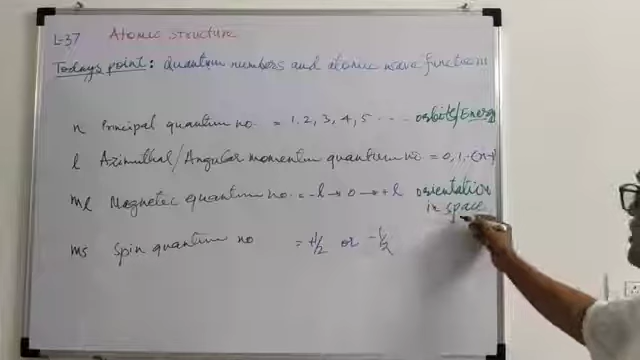 L-37 Atomic structure
Todays point: Quantum numbers and atomic wave functions
n Principal quantum no. = 1, 2, 3, 4, 5 ... orbits/Energy
l Azimuthal/Angular momentum quantum no = 0, 1, -(n-1)
ml Magnetic quantum no. = -l → 0 → +l orientation
in space
ms Spin quantum no = +1/2 or -1/2